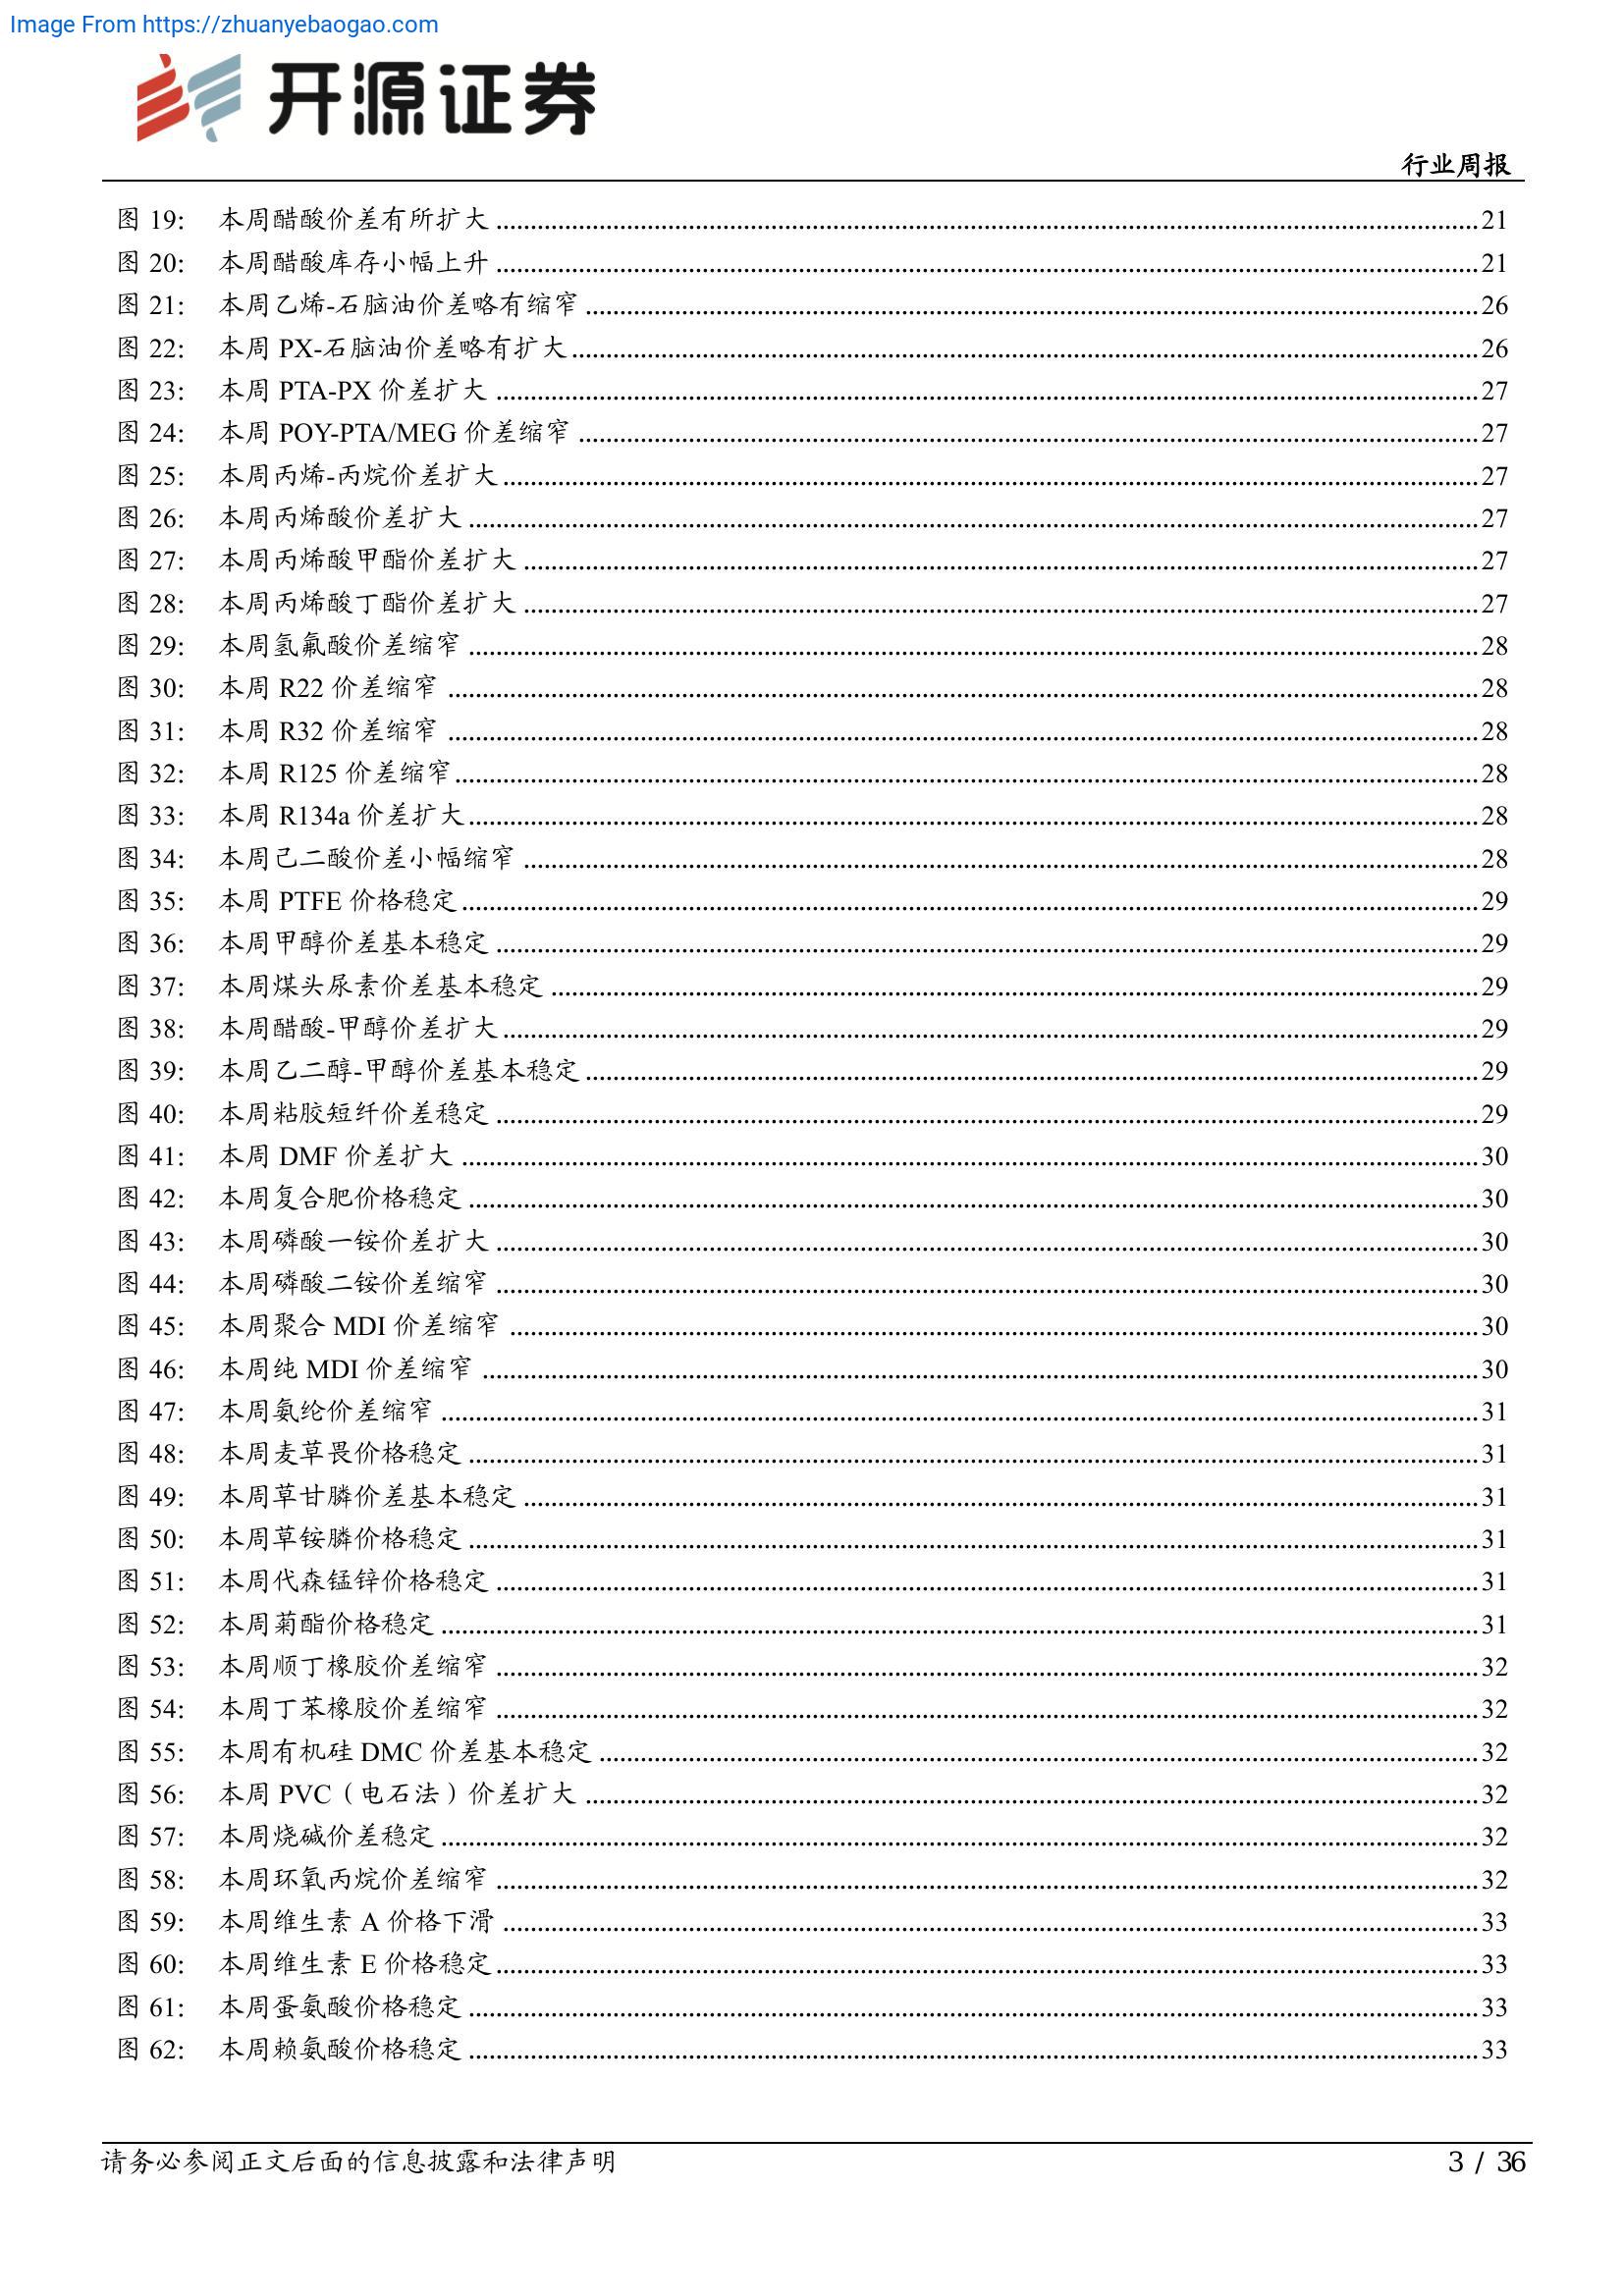 Image From https://zhuanyebaogao.com
开源证券
行业周报
图 19： 本周醋酸价差有所扩大 ........ 21
图 20： 本周醋酸库存小幅上升 ........ 21
图 21： 本周乙烯-石脑油价差略有缩窄 ........ 26
图 22： 本周 PX-石脑油价差略有扩大 ........ 26
图 23： 本周 PTA-PX 价差扩大 ........ 27
图 24： 本周 POY-PTA/MEG 价差缩窄 ........ 27
图 25： 本周丙烯-丙烷价差扩大 ........ 27
图 26： 本周丙烯酸价差扩大 ........ 27
图 27： 本周丙烯酸甲酯价差扩大 ........ 27
图 28： 本周丙烯酸丁酯价差扩大 ........ 27
图 29： 本周氢氟酸价差缩窄 ........ 28
图 30： 本周 R22 价差缩窄 ........ 28
图 31： 本周 R32 价差缩窄 ........ 28
图 32： 本周 R125 价差缩窄 ........ 28
图 33： 本周 R134a 价差扩大 ........ 28
图 34： 本周己二酸价差小幅缩窄 ........ 28
图 35： 本周 PTFE 价格稳定 ........ 29
图 36： 本周甲醇价差基本稳定 ........ 29
图 37： 本周煤头尿素价差基本稳定 ........ 29
图 38： 本周醋酸-甲醇价差扩大 ........ 29
图 39： 本周乙二醇-甲醇价差基本稳定 ........ 29
图 40： 本周粘胶短纤价差稳定 ........ 29
图 41： 本周 DMF 价差扩大 ........ 30
图 42： 本周复合肥价格稳定 ........ 30
图 43： 本周磷酸一铵价差扩大 ........ 30
图 44： 本周磷酸二铵价差缩窄 ........ 30
图 45： 本周聚合 MDI 价差缩窄 ........ 30
图 46： 本周纯 MDI 价差缩窄 ........ 30
图 47： 本周氨纶价差缩窄 ........ 31
图 48： 本周麦草畏价格稳定 ........ 31
图 49： 本周草甘膦价差基本稳定 ........ 31
图 50： 本周草铵膦价格稳定 ........ 31
图 51： 本周代森锰锌价格稳定 ........ 31
图 52： 本周菊酯价格稳定 ........ 31
图 53： 本周顺丁橡胶价差缩窄 ........ 32
图 54： 本周丁苯橡胶价差缩窄 ........ 32
图 55： 本周有机硅 DMC 价差基本稳定 ........ 32
图 56： 本周 PVC（电石法）价差扩大 ........ 32
图 57： 本周烧碱价差稳定 ........ 32
图 58： 本周环氧丙烷价差缩窄 ........ 32
图 59： 本周维生素 A 价格下滑 ........ 33
图 60： 本周维生素 E 价格稳定 ........ 33
图 61： 本周蛋氨酸价格稳定 ........ 33
图 62： 本周赖氨酸价格稳定 ........ 33
请务必参阅正文后面的信息披露和法律声明 3 / 36